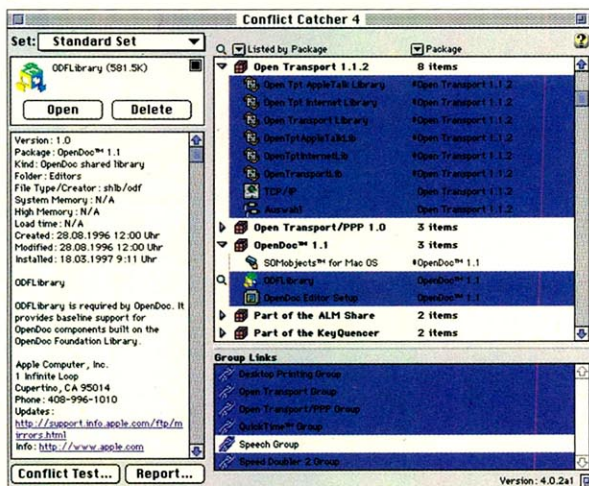 Conflict Catcher 4
Set: Standard Set
ODFLibrary (581.5K)
Open Delete
Version: 1.0
Package: OpenDoc™ 1.1
Kind: OpenDoc shared library
Folder: Editors
File Type/Creator: shlb/odf
System Memory: N/A
High Memory: N/A
Load time: N/A
Created: 28.08.1996 12:00 Uhr
Modified: 28.08.1996 12:00 Uhr
Installed: 18.03.1997 9:11 Uhr
ODFLibrary
ODFLibrary is required by OpenDoc. It
provides baseline support for
OpenDoc components built on the
OpenDoc Foundation Library.
Apple Computer, Inc.
1 Infinite Loop
Cupertino, CA 95014
Phone: 408-996-1010
Updates:
http://support.info.apple.com/ftp/m
irrors.html
Info: http://www.apple.com
Conflict Test... Report...
Listed by Package Package ?
Open Transport 1.1.2 8 items
Open Tpt AppleTalk Library •Open Transport 1.1.2
Open Tpt Internet Library •Open Transport 1.1.2
Open Transport Library •Open Transport 1.1.2
OpenTptAppleTalkLib •Open Transport 1.1.2
OpenTptInternetLib •Open Transport 1.1.2
OpenTransportLib •Open Transport 1.1.2
TCP/IP Open Transport 1.1.2
Auswahl Open Transport 1.1.2
Open Transport/PPP 1.0 3 items
OpenDoc™ 1.1 3 items
SOMobjects™ for Mac OS •OpenDoc™ 1.1
ODFLibrary OpenDoc™ 1.1
OpenDoc Editor Setup OpenDoc™ 1.1
Part of the ALM Share 2 items
Part of the KeyQuencer 2 items
Group Links
Desktop Printing Group
Open Transport Group
Open Transport/PPP Group
QuickTime™ Group
Speech Group
Speed Doubler 2 Group
Version: 4.0.2a1